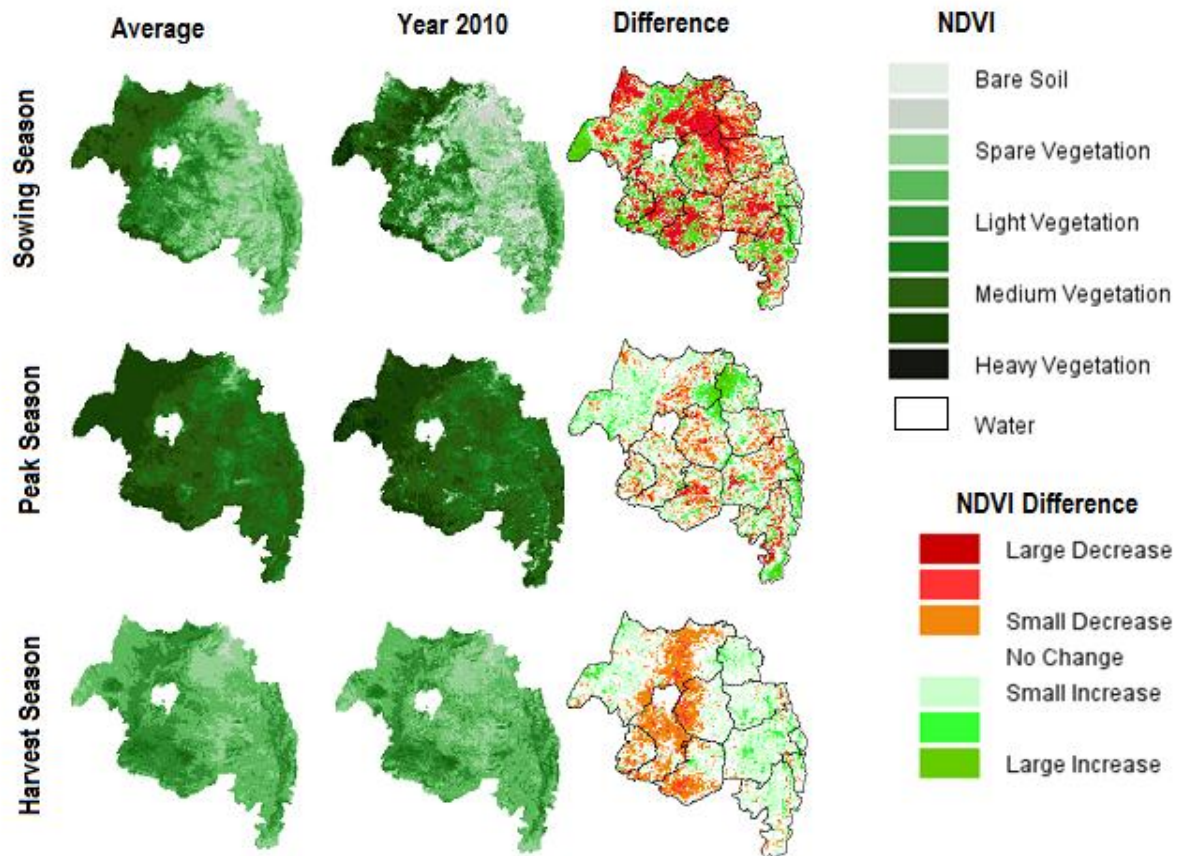 Average
Year 2010
Difference
NDVI
Sowing Season
Peak Season
Harvest Season
Bare Soil
Spare Vegetation
Light Vegetation
Medium Vegetation
Heavy Vegetation
Water
NDVI Difference
Large Decrease
Small Decrease
No Change
Small Increase
Large Increase